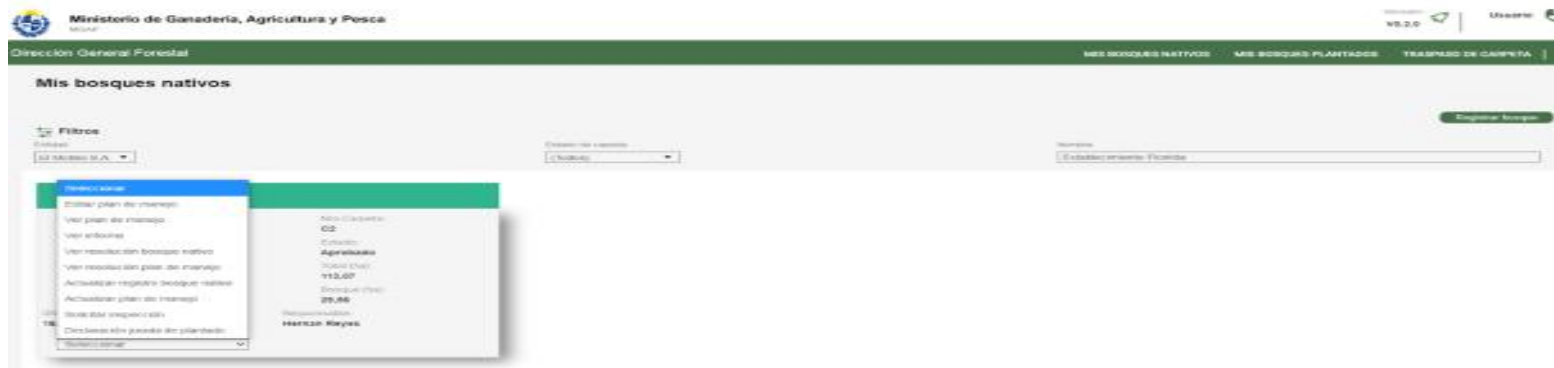 Ministerio de Ganadería, Agricultura y Pesca
MGAP
V5.2.0
Usuario
Dirección General Forestal
MIS BOSQUES NATIVOS
MIS BOSQUES PLANTADOS
TRASPASO DE CARPETA
Mis bosques nativos
Registrar bosque
Filtros
Estado de carpeta
Nombre
(Todos)
Establecimiento Florida
Seleccionar
Editar plan de manejo
Ver plan de manejo
Ver informe
Ver resolución bosque nativo
Ver resolución plan de manejo
Actualizar registro bosque nativo
Actualizar plan de manejo
Solicitar inspección
Declaración jurada de plantado
Seleccionar
Nro Carpeta
C2
Estado
Aprobado
Total (ha)
113,07
Bosque (ha)
25,86
Responsable
Hernán Reyes